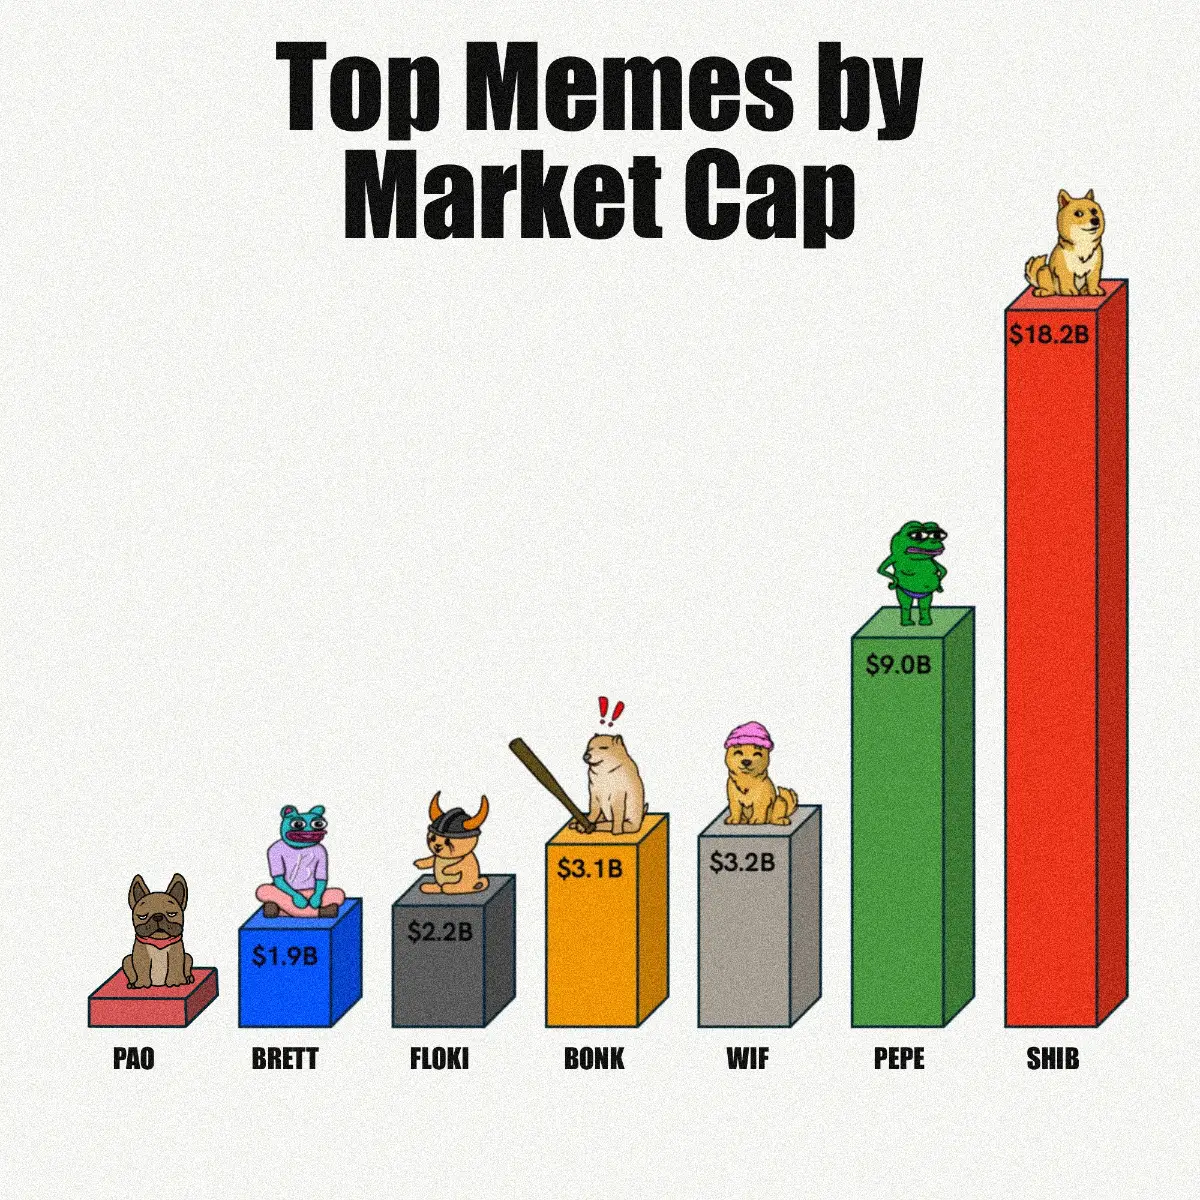 Top Memes by
Market Cap
$18.2B
$9.0B
$3.1B
$3.2B
$2.2B
$1.9B
PAO
BRETT
FLOKI
BONK
WIF
PEPE
SHIB